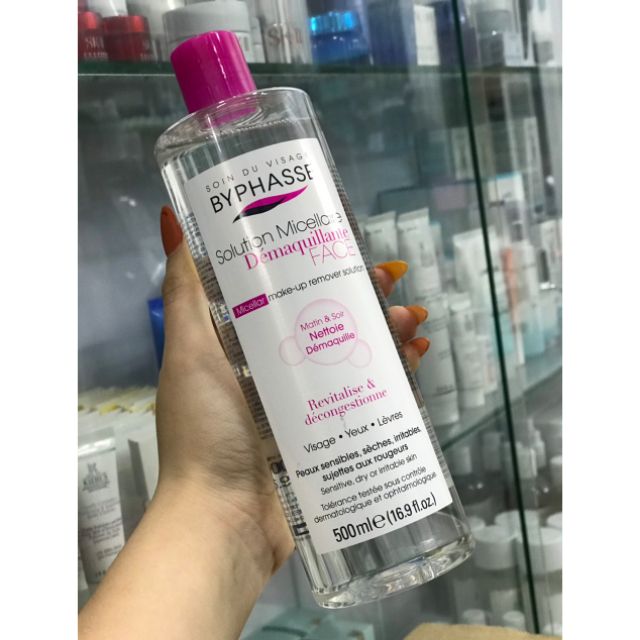 SOIN DU VISAGE
BYPHASSE
Solution Micellaire
Démaquillante
FACE
Micellar make-up remover solution
Matin & Soir
Nettoie
Démaquille
Revitalise &
décongestionne
Visage • Yeux • Lèvres
Peaux sensibles, sèches, irritables,
sujettes aux rougeurs
Sensitive, dry or irritable skin
Tolérance testée sous contrôle
dermatologique et ophtalmologique
500ml e (16.9 fl.oz.)
KIEHL'S